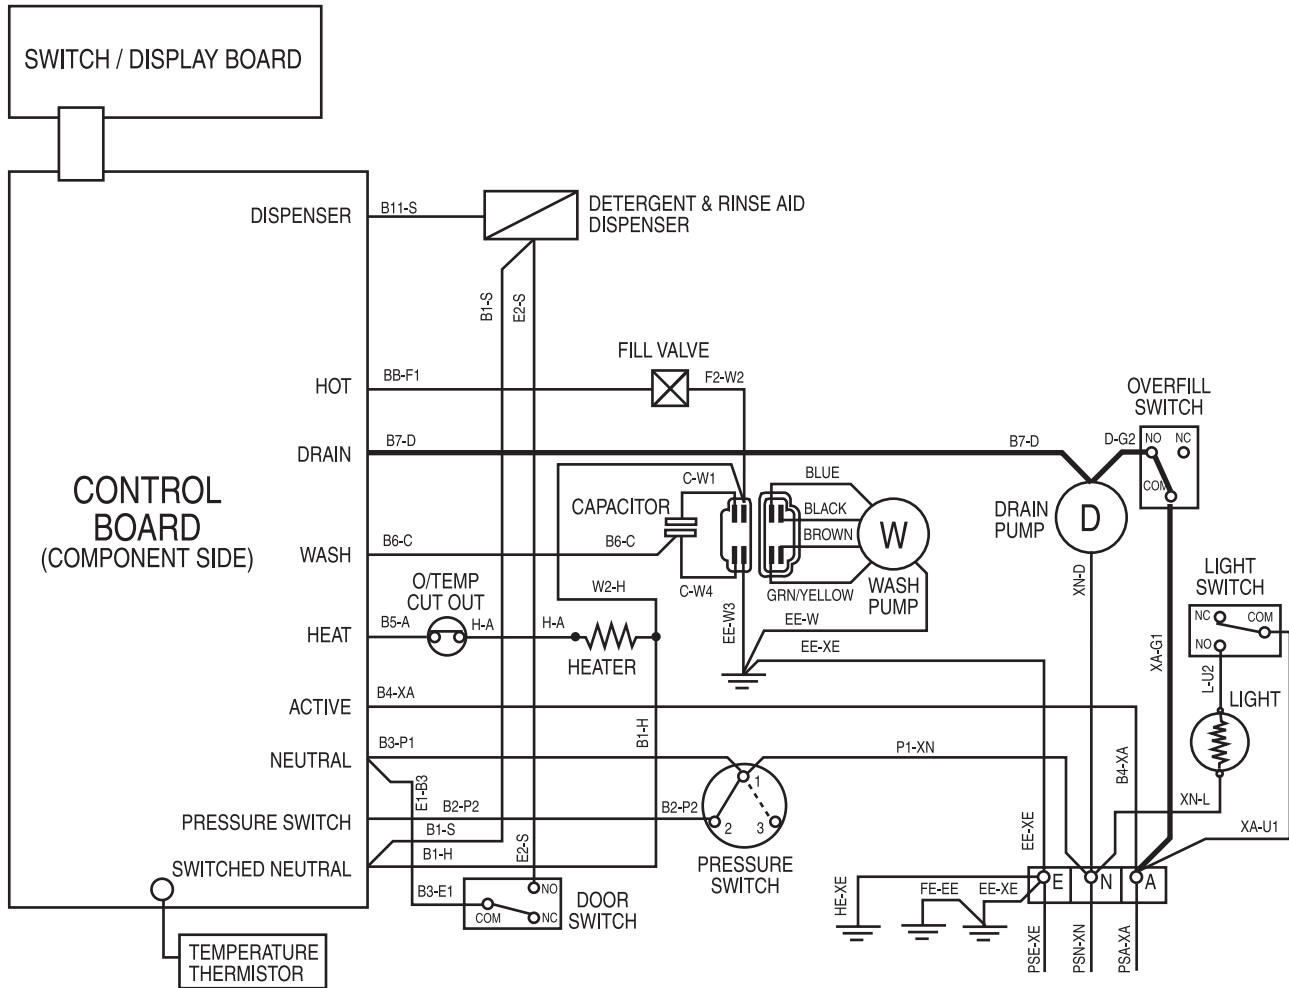 SWITCH / DISPLAY BOARD
DISPENSER
B11-S
DETERGENT & RINSE AID
DISPENSER
B1-S
E2-S
FILL VALVE
HOT
BB-F1
F2-W2
OVERFILL
SWITCH
DRAIN
B7-D
B7-D
D-G2
NO
NC
COM
CONTROL
BOARD
(COMPONENT SIDE)
C-W1
BLUE
CAPACITOR
BLACK
BROWN
W
DRAIN
PUMP
D
WASH
B6-C
B6-C
O/TEMP
CUT OUT
W2-H
C-W4
GRN/YELLOW
WASH
PUMP
XN-D
LIGHT
SWITCH
NC
COM
NO
HEAT
B5-A
H-A
H-A
HEATER
EE-W3
EE-W
EE-XE
XA-G1
L-U2
LIGHT
ACTIVE
B4-XA
NEUTRAL
B3-P1
B1-H
P1-XN
B4-XA
E1-B3
1
2
3
PRESSURE SWITCH
B2-P2
B2-P2
XN-L
XA-U1
B1-S
E2-S
EE-XE
PRESSURE
SWITCH
SWITCHED NEUTRAL
B1-H
B3-E1
NO
COM
NC
DOOR
SWITCH
E
N
A
HE-XE
FE-EE
EE-XE
PSE-XE
PSN-XN
PSA-XA
TEMPERATURE
THERMISTOR